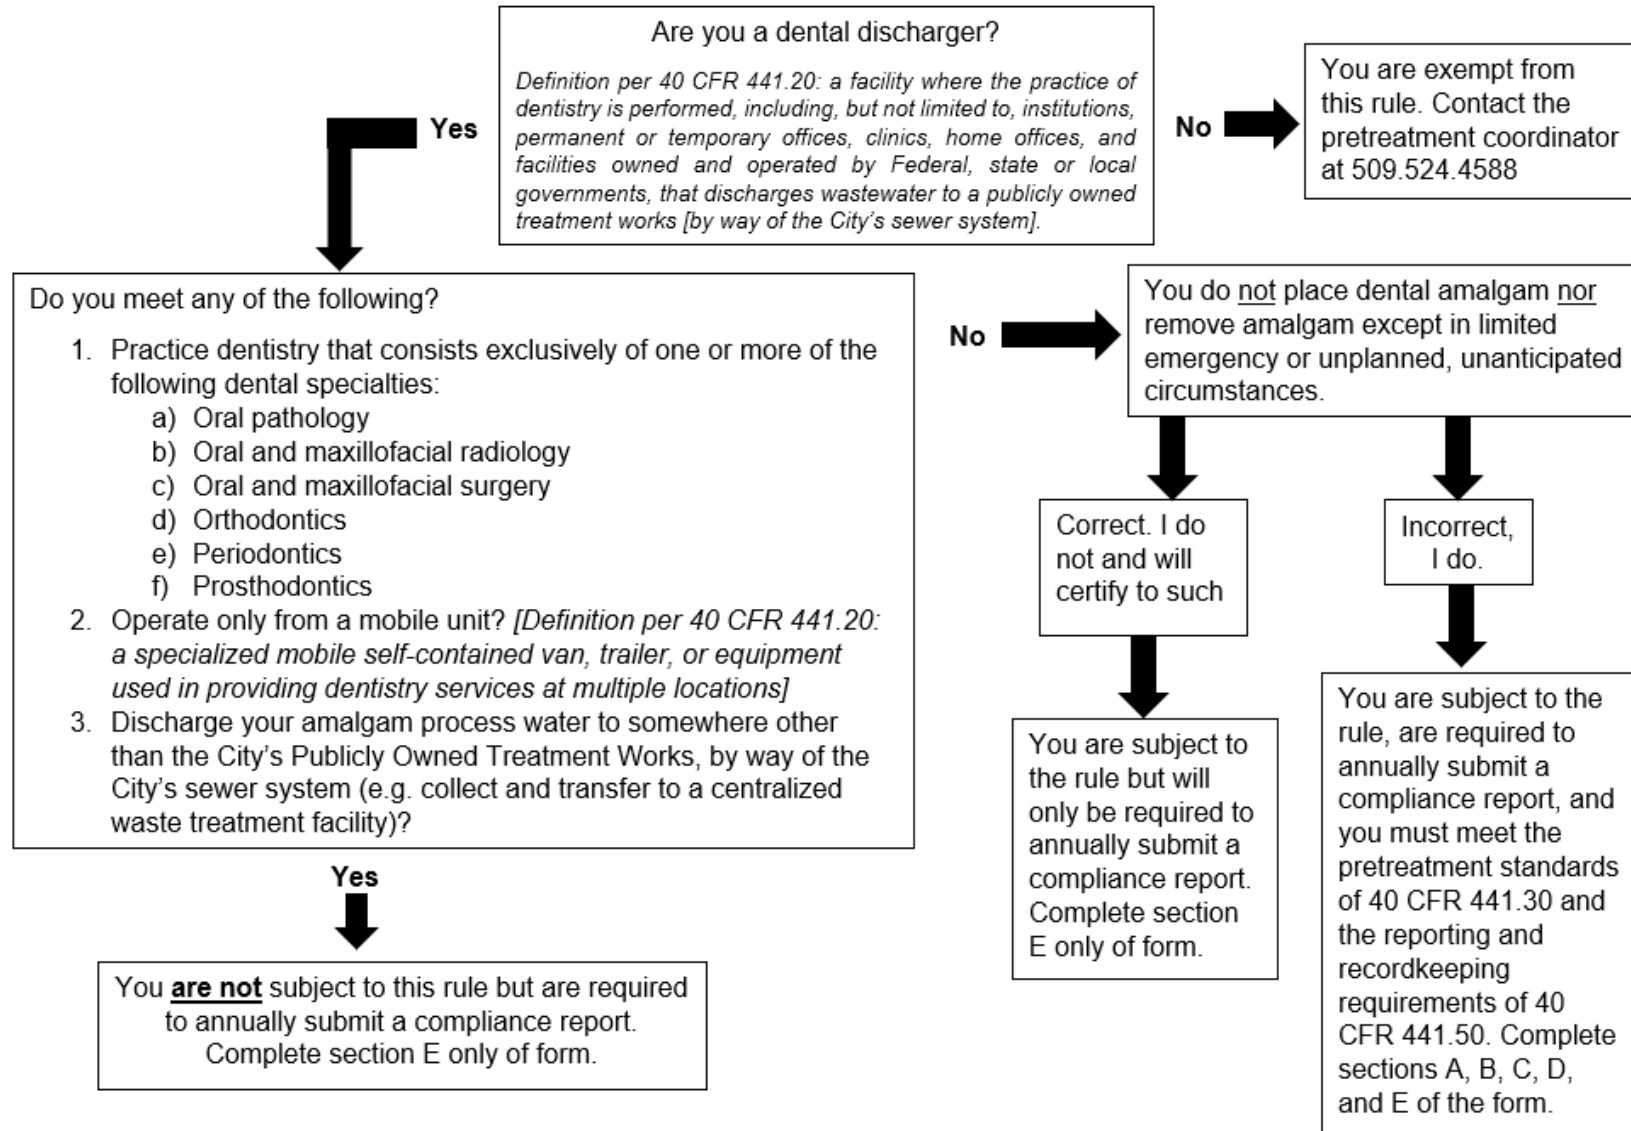 Are you a dental discharger?
Definition per 40 CFR 441.20: a facility where the practice of
dentistry is performed, including, but not limited to, institutions,
permanent or temporary offices, clinics, home offices, and
facilities owned and operated by Federal, state or local
governments, that discharges wastewater to a publicly owned
treatment works [by way of the City's sewer system].
No
You are exempt from
this rule. Contact the
pretreatment coordinator
at 509.524.4588
Yes
Do you meet any of the following?
1. Practice dentistry that consists exclusively of one or more of the
following dental specialties:
a) Oral pathology
b) Oral and maxillofacial radiology
c) Oral and maxillofacial surgery
d) Orthodontics
e) Periodontics
f) Prosthodontics
2. Operate only from a mobile unit? [Definition per 40 CFR 441.20:
a specialized mobile self-contained van, trailer, or equipment
used in providing dentistry services at multiple locations]
3. Discharge your amalgam process water to somewhere other
than the City's Publicly Owned Treatment Works, by way of the
City's sewer system (e.g. collect and transfer to a centralized
waste treatment facility)?
Yes
You are not subject to this rule but are required
to annually submit a compliance report.
Complete section E only of form.
No
You do not place dental amalgam nor
remove amalgam except in limited
emergency or unplanned, unanticipated
circumstances.
Correct. I do
not and will
certify to such
You are subject to
the rule but will
only be required to
annually submit a
compliance report.
Complete section
E only of form.
Incorrect,
I do.
You are subject to the
rule, are required to
annually submit a
compliance report, and
you must meet the
pretreatment standards
of 40 CFR 441.30 and
the reporting and
recordkeeping
requirements of 40
CFR 441.50. Complete
sections A, B, C, D,
and E of the form.